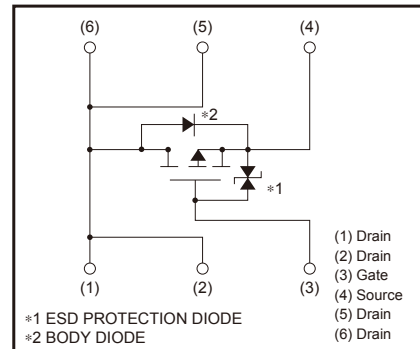 (6) (5) (4)
∗2
∗1
(1) (2) (3)
(1) Drain
(2) Drain
(3) Gate
(4) Source
(5) Drain
(6) Drain
∗1 ESD PROTECTION DIODE
∗2 BODY DIODE